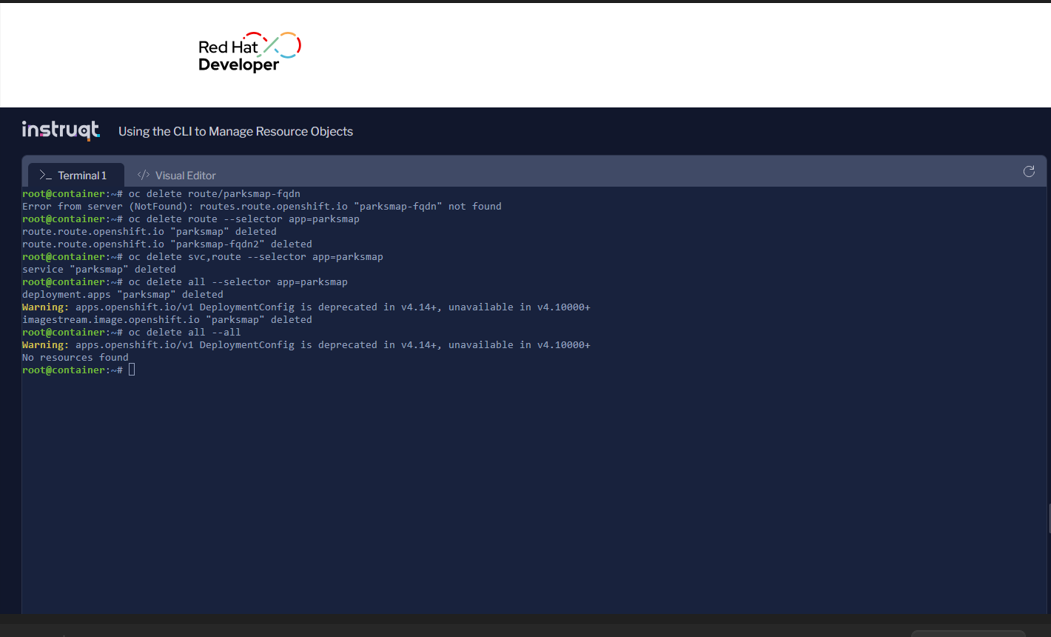 Red Hat
Developer
instruqt Using the CLI to Manage Resource Objects
>_ Terminal 1 </> Visual Editor
root@container:~# oc delete route/parksmap-fqdn
Error from server (NotFound): routes.route.openshift.io "parksmap-fqdn" not found
root@container:~# oc delete route --selector app=parksmap
route.route.openshift.io "parksmap" deleted
route.route.openshift.io "parksmap-fqdn2" deleted
root@container:~# oc delete svc,route --selector app=parksmap
service "parksmap" deleted
root@container:~# oc delete all --selector app=parksmap
deployment.apps "parksmap" deleted
Warning: apps.openshift.io/v1 DeploymentConfig is deprecated in v4.14+, unavailable in v4.10000+
imagestream.image.openshift.io "parksmap" deleted
root@container:~# oc delete all --all
Warning: apps.openshift.io/v1 DeploymentConfig is deprecated in v4.14+, unavailable in v4.10000+
No resources found
root@container:~#